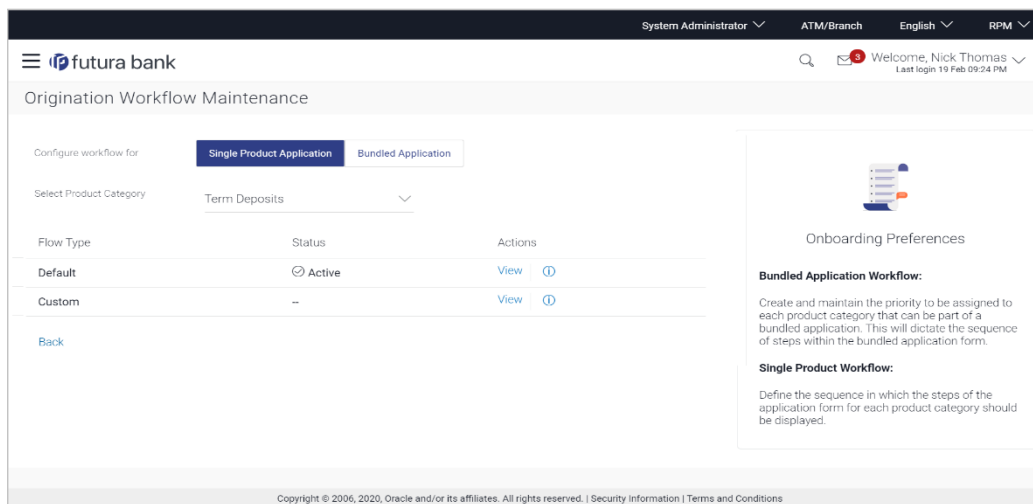 System Administrator ATM/Branch English RPM
futura bank
3 Welcome, Nick Thomas
Last login 19 Feb 09:24 PM
Origination Workflow Maintenance
Configure workflow for Single Product Application Bundled Application
Select Product Category Term Deposits
Flow Type Status Actions
Default Active View
Custom -- View
Back
Onboarding Preferences
Bundled Application Workflow:
Create and maintain the priority to be assigned to
each product category that can be part of a
bundled application. This will dictate the sequence
of steps within the bundled application form.
Single Product Workflow:
Define the sequence in which the steps of the
application form for each product category should
be displayed.
Copyright © 2006, 2020, Oracle and/or its affiliates. All rights reserved. | Security Information | Terms and Conditions